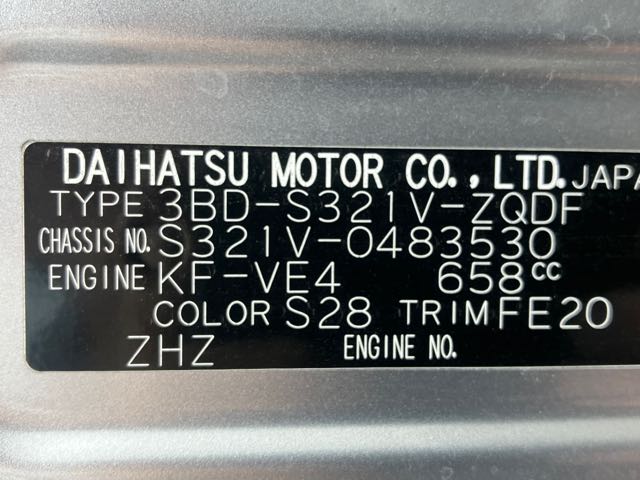 DAIHATSU MOTOR CO., LTD. JAPA
TYPE 3BD-S321V-ZQDF
CHASSIS NO. S321V-0483530
ENGINE KF-VE4 658cc
COLOR S28 TRIM FE20
ZHZ ENGINE NO.